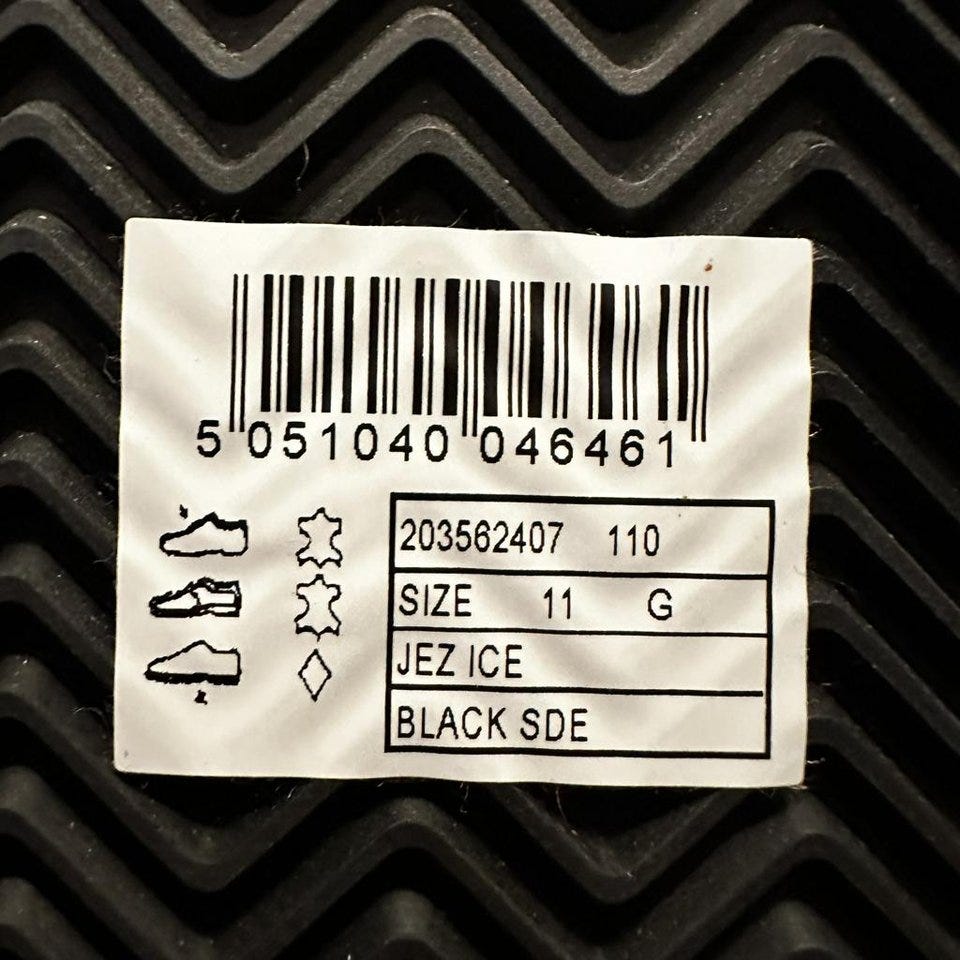 5 051040 046461
203562407 110
SIZE 11 G
JEZ ICE
BLACK SDE